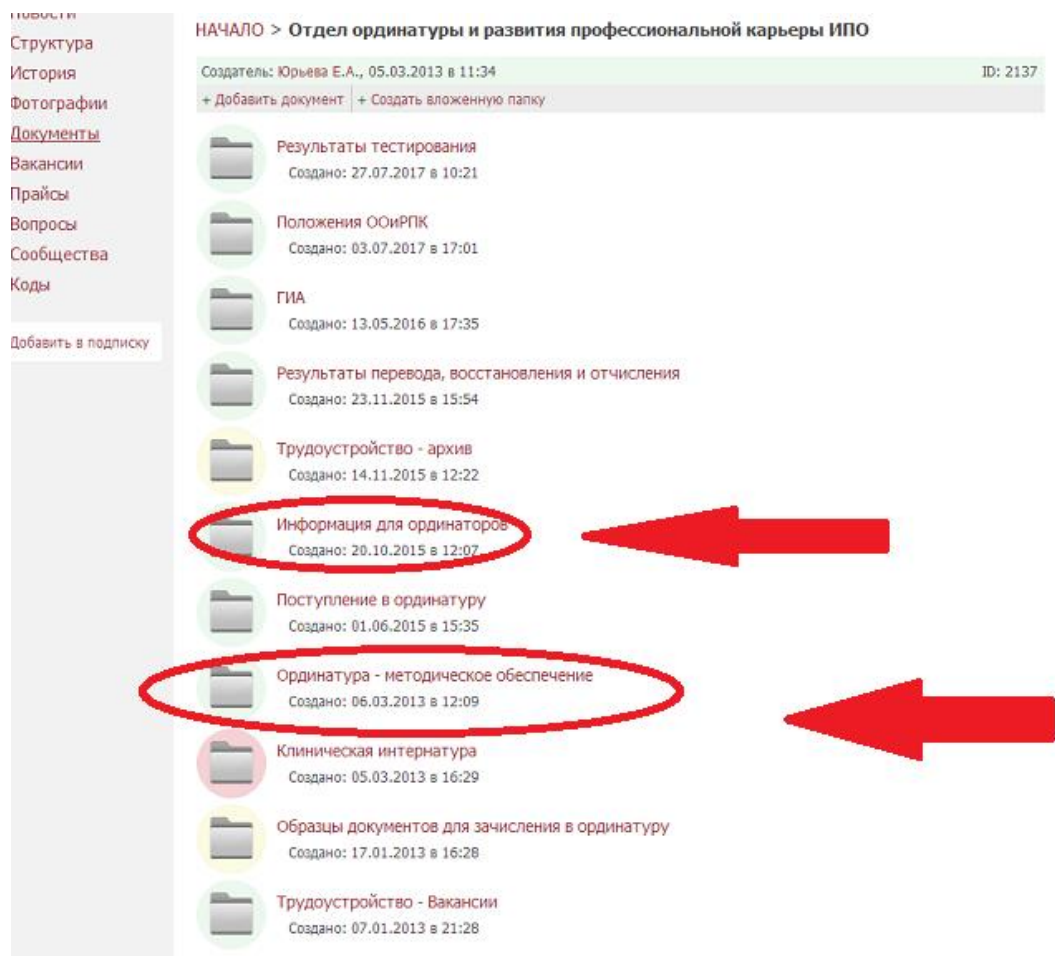 Новости
Структура
История
Фотографии
Документы
Вакансии
Прайсы
Вопросы
Сообщества
Коды
Добавить в подписку
НАЧАЛО > Отдел ординатуры и развития профессиональной карьеры ИПО
Создатель: Юрьева Е.А., 05.03.2013 в 11:34 ID: 2137
+ Добавить документ + Создать вложенную папку
Результаты тестирования
Создано: 27.07.2017 в 10:21
Положения ООиРПК
Создано: 03.07.2017 в 17:01
ГИА
Создано: 13.05.2016 в 17:35
Результаты перевода, восстановления и отчисления
Создано: 23.11.2015 в 15:54
Трудоустройство - архив
Создано: 14.11.2015 в 12:22
Информация для ординаторов
Создано: 20.10.2015 в 12:07
Поступление в ординатуру
Создано: 01.06.2015 в 15:35
Ординатура - методическое обеспечение
Создано: 06.03.2013 в 12:09
Клиническая интернатура
Создано: 05.03.2013 в 16:29
Образцы документов для зачисления в ординатуру
Создано: 17.01.2013 в 16:28
Трудоустройство - Вакансии
Создано: 07.01.2013 в 21:28